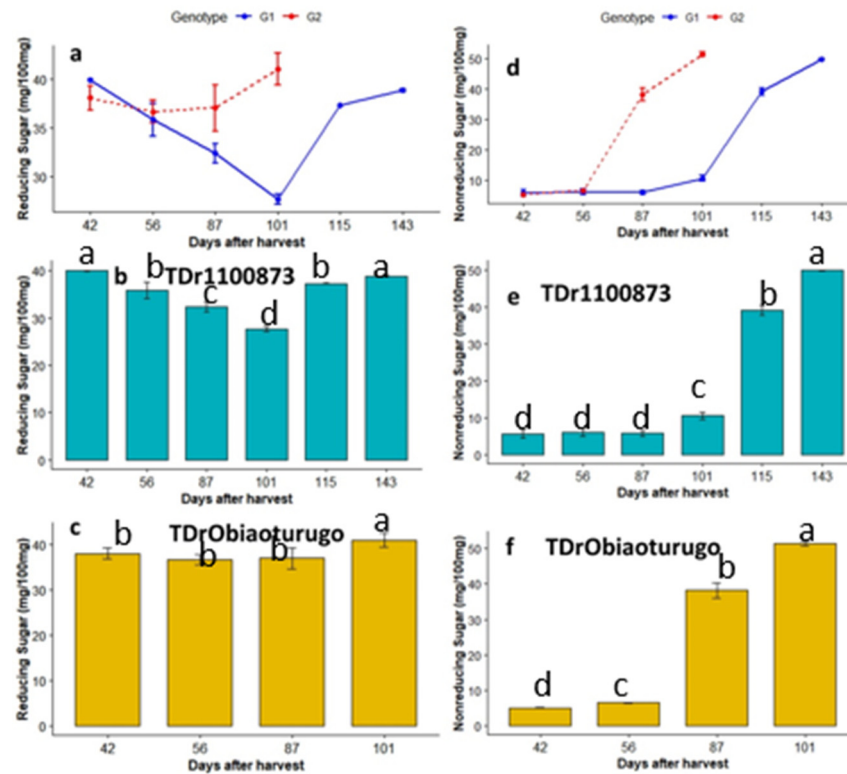 Genotype G1 G2
a
Reducing Sugar (mg/100mg)
40
35
30
42 56 87 101 115 143
Days after harvest
Genotype G1 G2
d
Nonreducing Sugar (mg/100mg)
50
40
30
20
10
42 56 87 101 115 143
Days after harvest
b TDr1100873
a b c d b a
Reducing Sugar (mg/100mg)
40
30
20
10
0
42 56 87 101 115 143
Days after harvest
e TDr1100873
d d d c b a
Nonreducing Sugar (mg/100mg)
50
40
30
20
10
0
42 56 87 101 115 143
Days after harvest
c TDrObiaoturugo
b b b a
Reducing Sugar (mg/100mg)
40
30
20
10
0
42 56 87 101
Days after harvest
f TDrObiaoturugo
d c b a
Nonreducing Sugar (mg/100mg)
50
40
30
20
10
0
42 56 87 101
Days after harvest